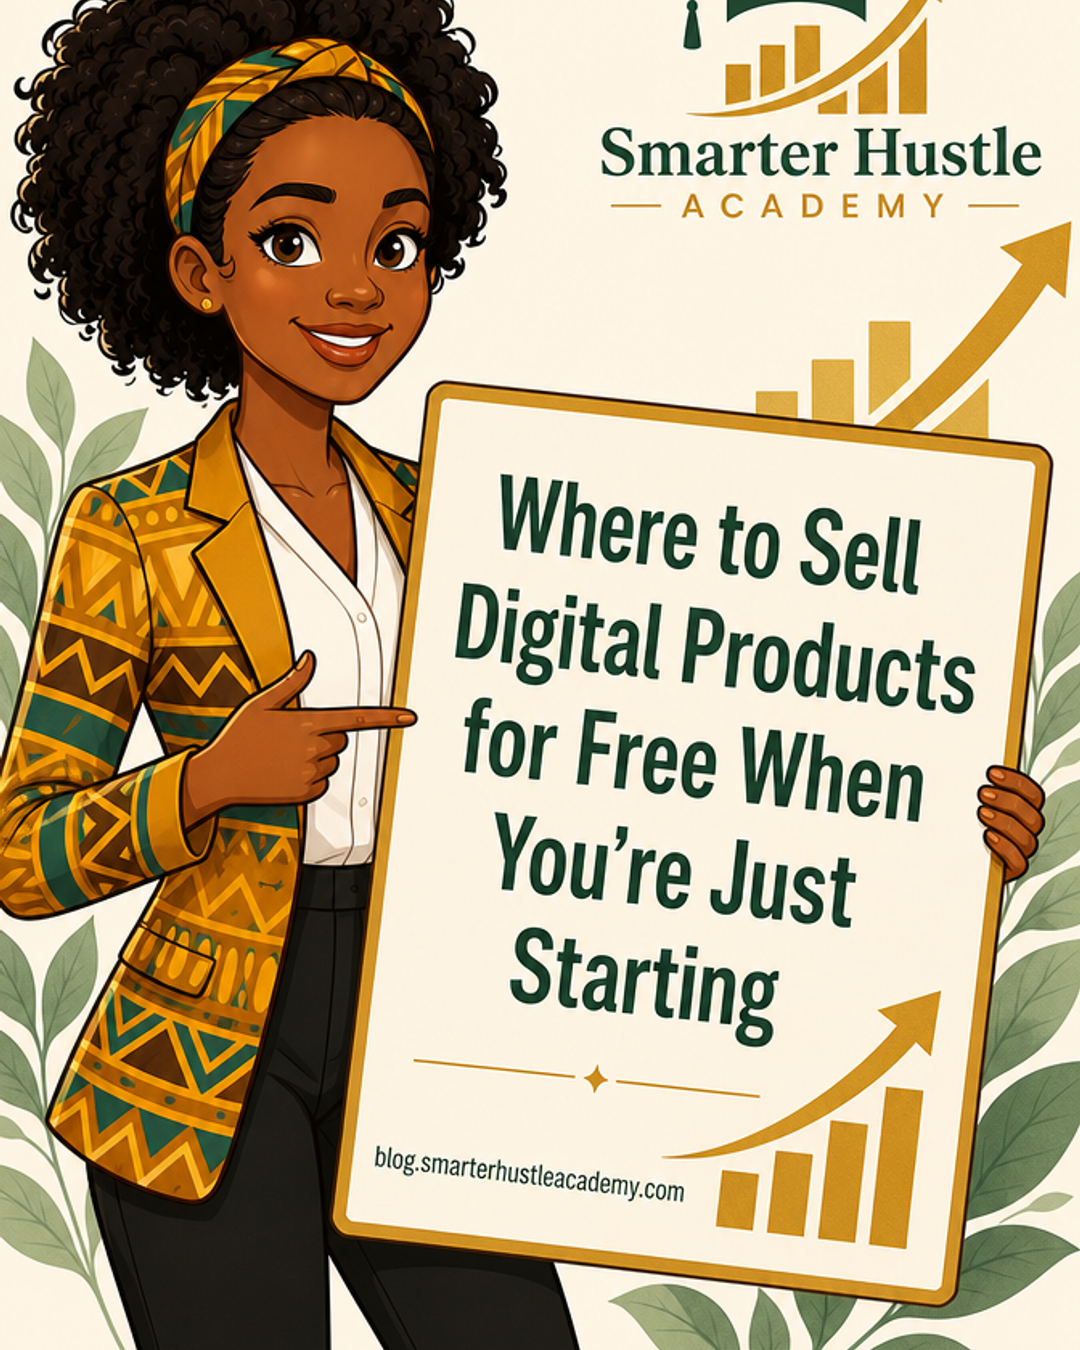 Smarter Hustle
ACADEMY
Where to Sell
Digital Products
for Free When
You’re Just
Starting
blog.smarterhustleacademy.com